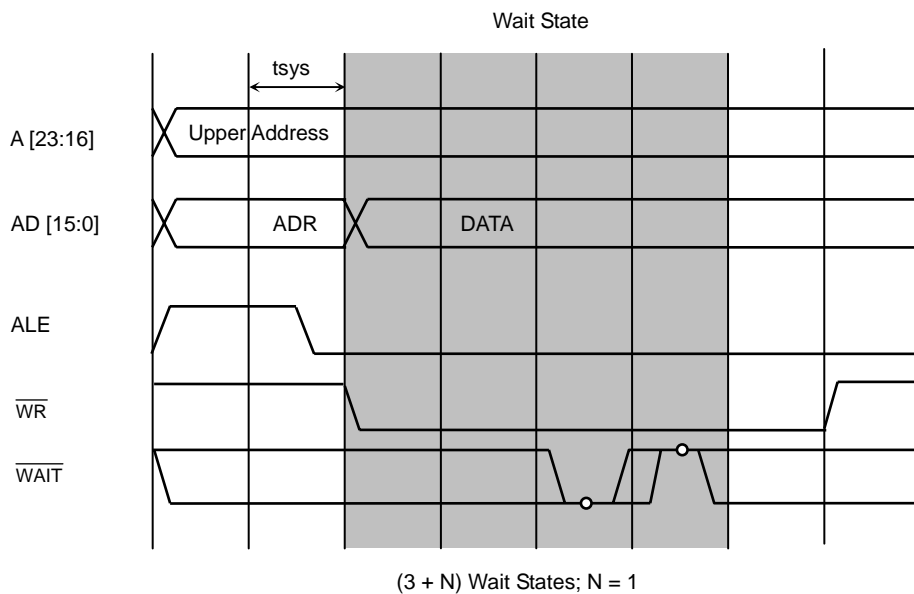 Wait State
tsys
A [23:16]
Upper Address
AD [15:0]
ADR
DATA
ALE
WR
WAIT
(3 + N) Wait States; N = 1